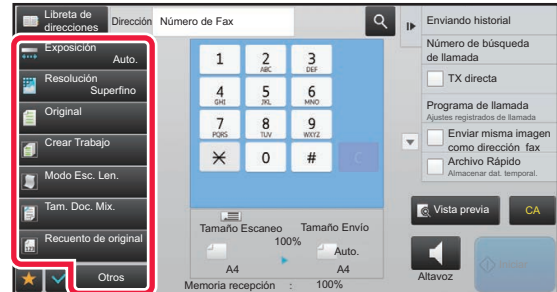 Libreta de
direcciones
Dirección
Número de Fax
Exposición
Auto.
Resolución
Superfino
Original
Crear Trabajo
Modo Esc. Len.
Tam. Doc. Mix.
Recuento de original
Otros
1
2
ABC
3
DEF
4
GHI
5
JKL
6
MNO
7
PQRS
8
TUV
9
WXYZ
0
#
C
Tamaño Escaneo
Tamaño Envío
100%
Auto.
A4
A4
Memoria recepción : 100%
Enviando historial
Número de búsqueda
de llamada
TX directa
Programa de llamada
Ajustes registrados de llamada
Enviar misma imagen
como dirección fax
Archivo Rápido
Almacenar dat. temporal.
Vista previa
CA
Altavoz
Iniciar